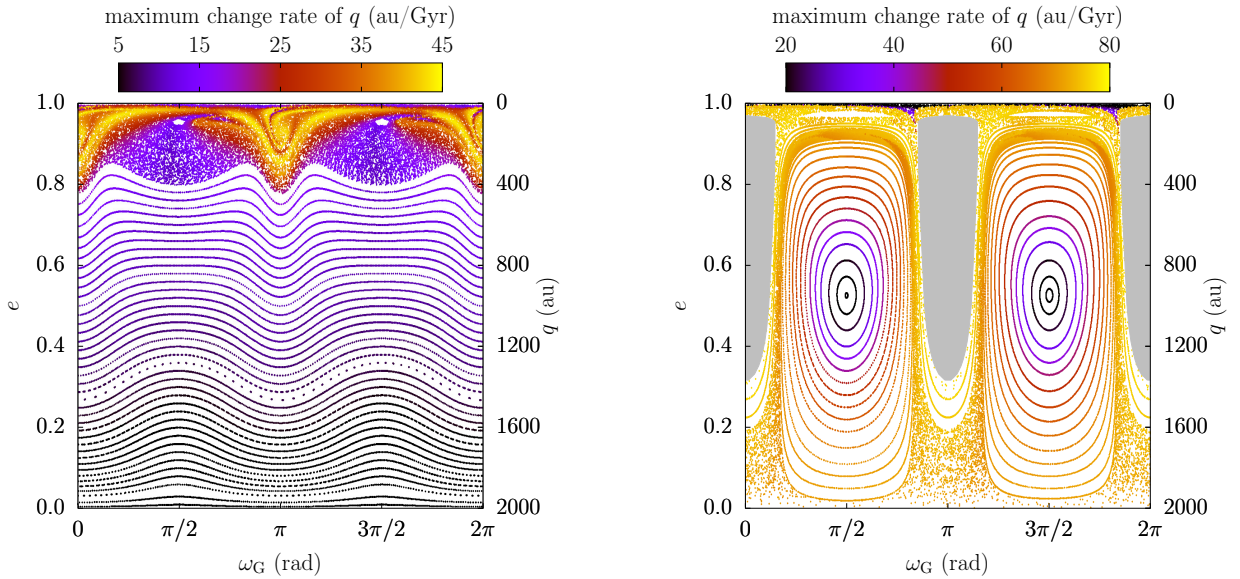 maximum change rate of q (au/Gyr)
5 15 25 35 45
1.0 0.8 0.6 0.4 0.2 0.0
e
0 400 800 1200 1600 2000
q (au)
0 π/2 π 3π/2 2π
ω_G (rad)
maximum change rate of q (au/Gyr)
20 40 60 80
1.0 0.8 0.6 0.4 0.2 0.0
e
0 400 800 1200 1600 2000
q (au)
0 π/2 π 3π/2 2π
ω_G (rad)